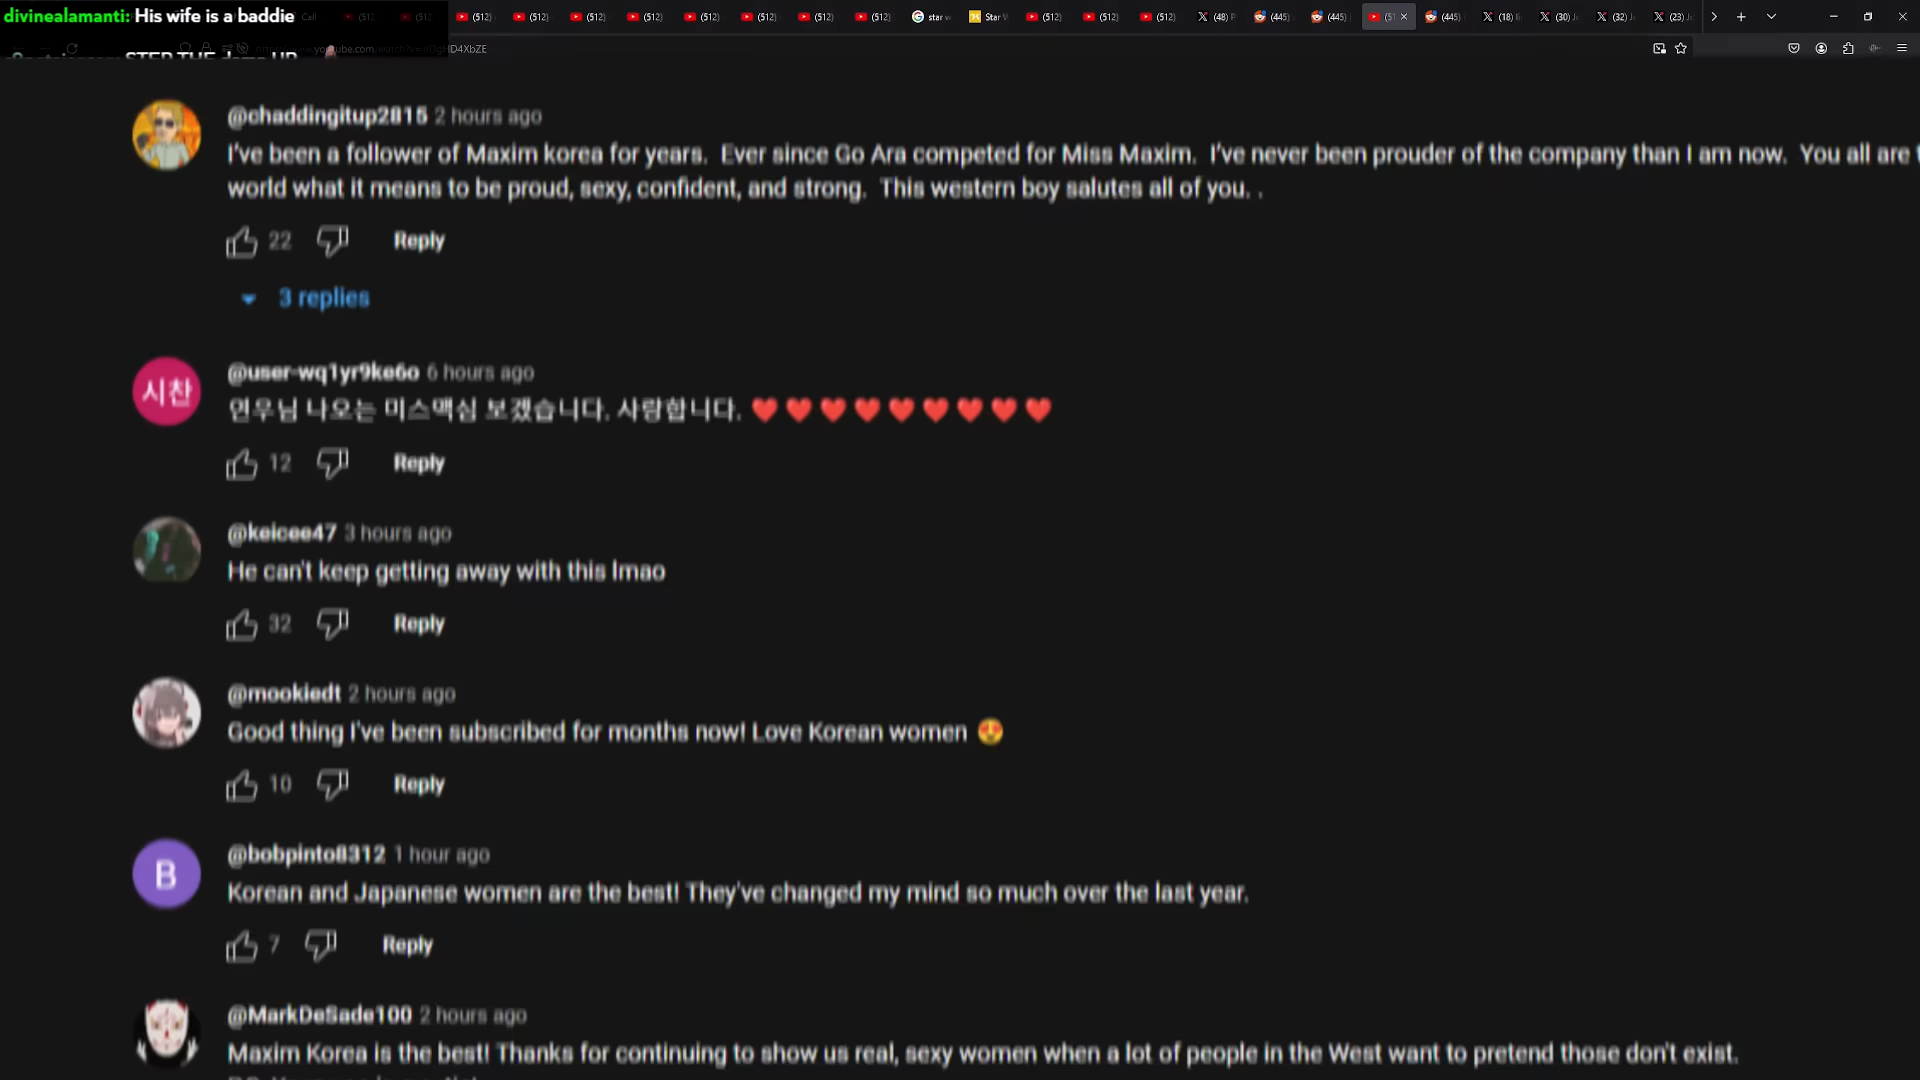 divinealamanti: His wife is a baddie
@chaddingitup2815 2 hours ago
I've been a follower of Maxim korea for years. Ever since Go Ara competed for Miss Maxim. I've never been prouder of the company than I am now. You all are
world what it means to be proud, sexy, confident, and strong. This western boy salutes all of you. .
22 Reply
3 replies
시찬
@user-wq1yr9ke6o 6 hours ago
연우님 나오는 미스맥심 보겠습니다. 사랑합니다. ❤️❤️❤️❤️❤️❤️❤️❤️❤️
12 Reply
@keicee47 3 hours ago
He can't keep getting away with this lmao
32 Reply
@mookiedt 2 hours ago
Good thing I've been subscribed for months now! Love Korean women 😍
10 Reply
B
@bobpinto8312 1 hour ago
Korean and Japanese women are the best! They've changed my mind so much over the last year.
7 Reply
@MarkDeSade100 2 hours ago
Maxim Korea is the best! Thanks for continuing to show us real, sexy women when a lot of people in the West want to pretend those don't exist.